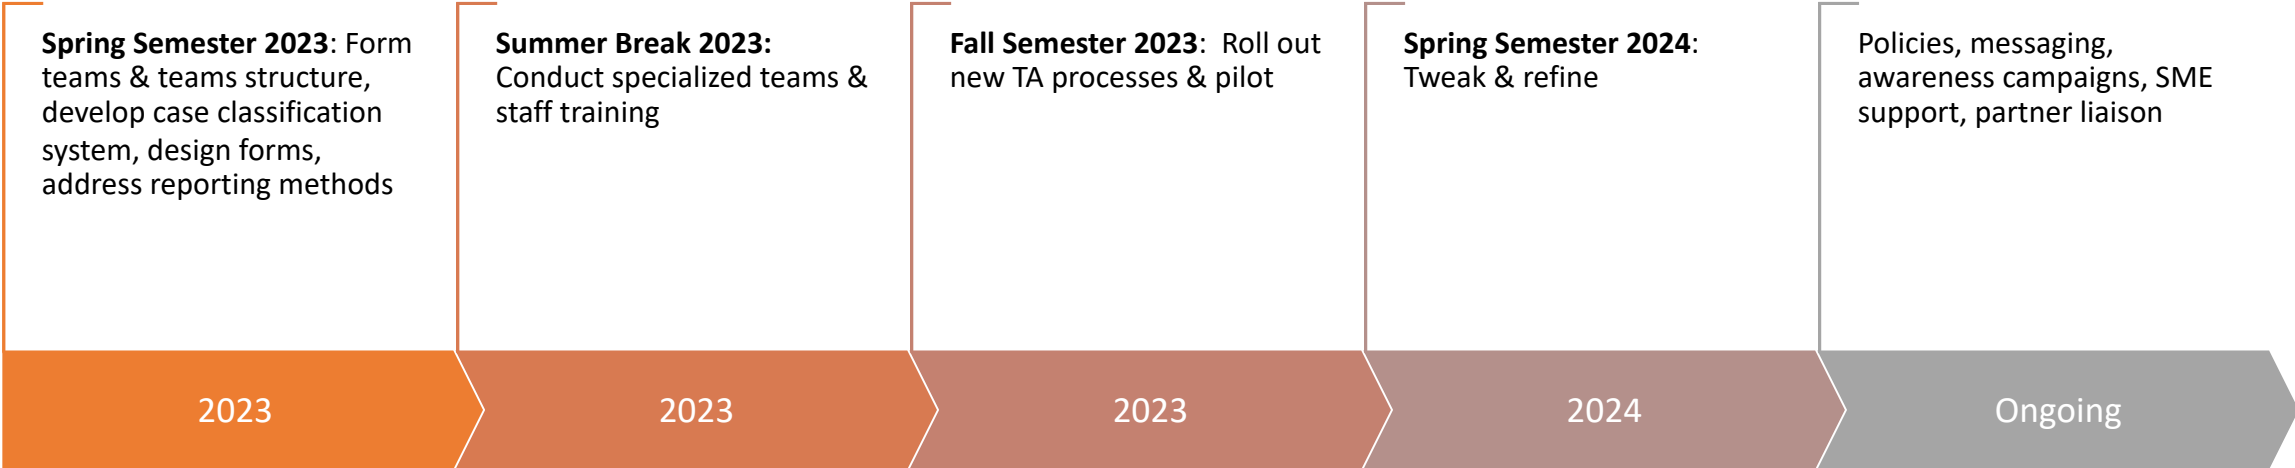 Spring Semester 2023: Form
teams & teams structure,
develop case classification
system, design forms,
address reporting methods
Summer Break 2023:
Conduct specialized teams &
staff training
Fall Semester 2023:  Roll out
new TA processes & pilot
Spring Semester 2024:
Tweak & refine
Policies, messaging,
awareness campaigns, SME
support, partner liaison
2023
2023
2023
2024
Ongoing